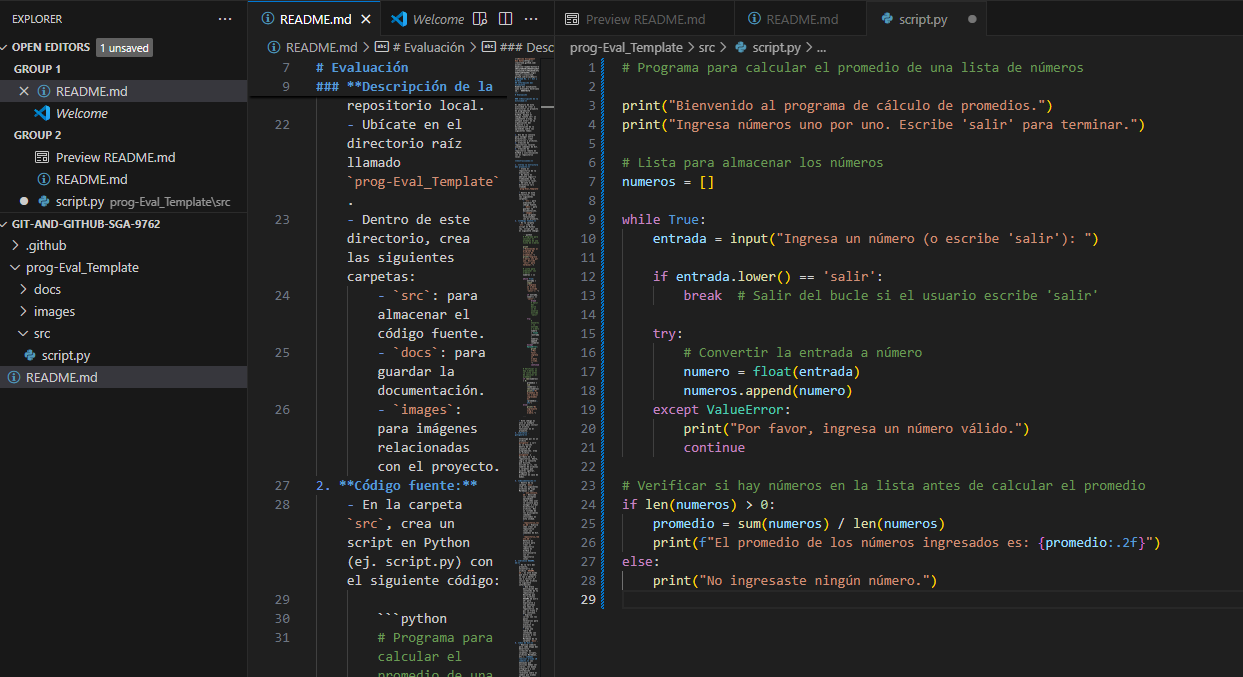 EXPLORER
OPEN EDITORS 1 unsaved
GROUP 1
README.md
Welcome
GROUP 2
Preview README.md
README.md
script.py prog-Eval_Template\src
GIT-AND-GITHUB-SGA-9762
.github
prog-Eval_Template
docs
images
src
script.py
README.md
README.md
Welcome
README.md > # Evaluación > ### Desc
7 # Evaluación
9 ### **Descripción de la
repositorio local.
22 - Ubícate en el
directorio raíz
llamado
`prog-Eval_Template`
.
23 - Dentro de este
directorio, crea
las siguientes
carpetas:
24 - `src`: para
almacenar el
código fuente.
25 - `docs`: para
guardar la
documentación.
26 - `images`:
para imágenes
relacionadas
con el proyecto.
27 2. **Código fuente:**
28 - En la carpeta
`src`, crea un
script en Python
(ej. script.py) con
el siguiente código:
29
30 ```python
31 # Programa para
calcular el
promedio de una
Preview README.md
README.md
script.py
prog-Eval_Template > src > script.py > ...
1 # Programa para calcular el promedio de una lista de números
2
3 print("Bienvenido al programa de cálculo de promedios.")
4 print("Ingresa números uno por uno. Escribe 'salir' para terminar.")
5
6 # Lista para almacenar los números
7 numeros = []
8
9 while True:
10 entrada = input("Ingresa un número (o escribe 'salir'): ")
11
12 if entrada.lower() == 'salir':
13 break # Salir del bucle si el usuario escribe 'salir'
14
15 try:
16 # Convertir la entrada a número
17 numero = float(entrada)
18 numeros.append(numero)
19 except ValueError:
20 print("Por favor, ingresa un número válido.")
21 continue
22
23 # Verificar si hay números en la lista antes de calcular el promedio
24 if len(numeros) > 0:
25 promedio = sum(numeros) / len(numeros)
26 print(f"El promedio de los números ingresados es: {promedio:.2f}")
27 else:
28 print("No ingresaste ningún número.")
29